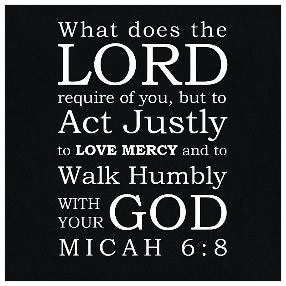 What does the
LORD
require of you, but to
Act Justly
to LOVE MERCY and to
Walk Humbly
WITH
YOUR GOD
MICAH 6:8